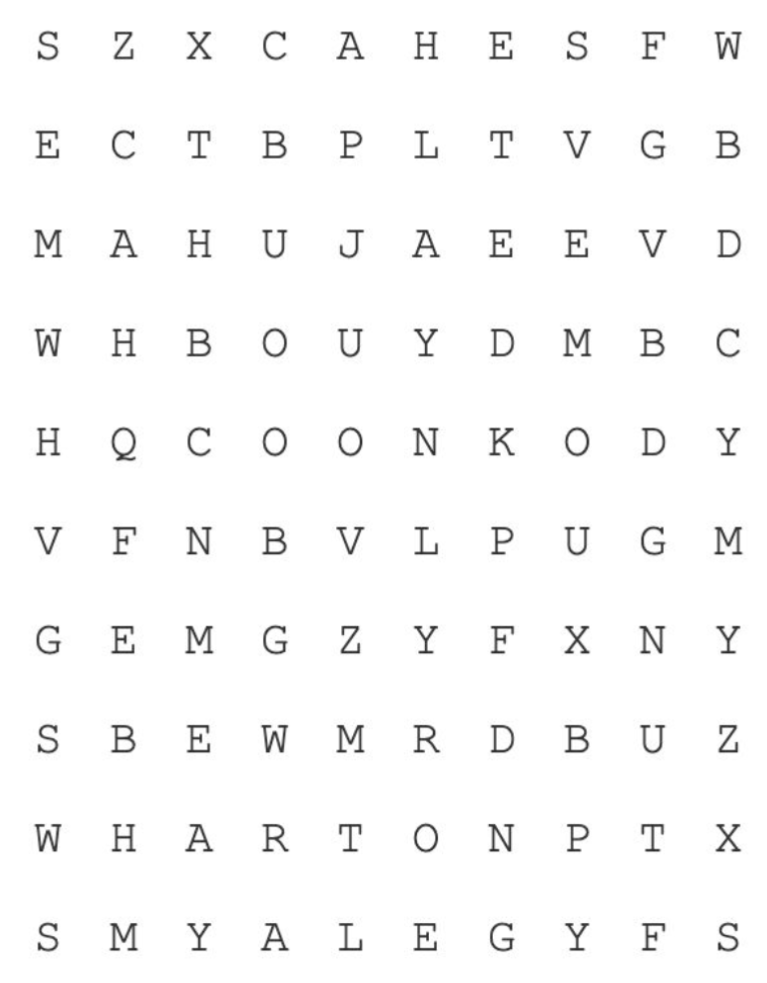 S Z X C A H E S F W
E C T B P L T V G B
M A H U J A E E V D
W H B O U Y D M B C
H Q C O O N K O D Y
V F N B V L P U G M
G E M G Z Y F X N Y
S B E W M R D B U Z
W H A R T O N P T X
S M Y A L E G Y F S